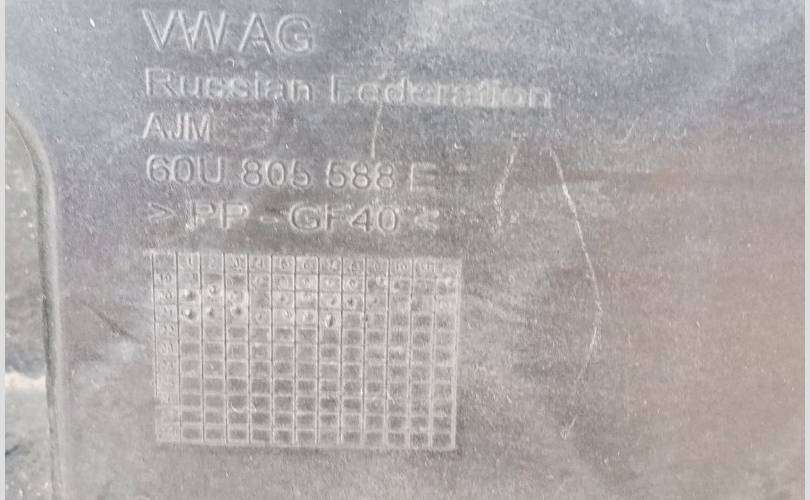 VW AG
Russian Federation
AJM
60U 805 588 E
> PP - GF40 <